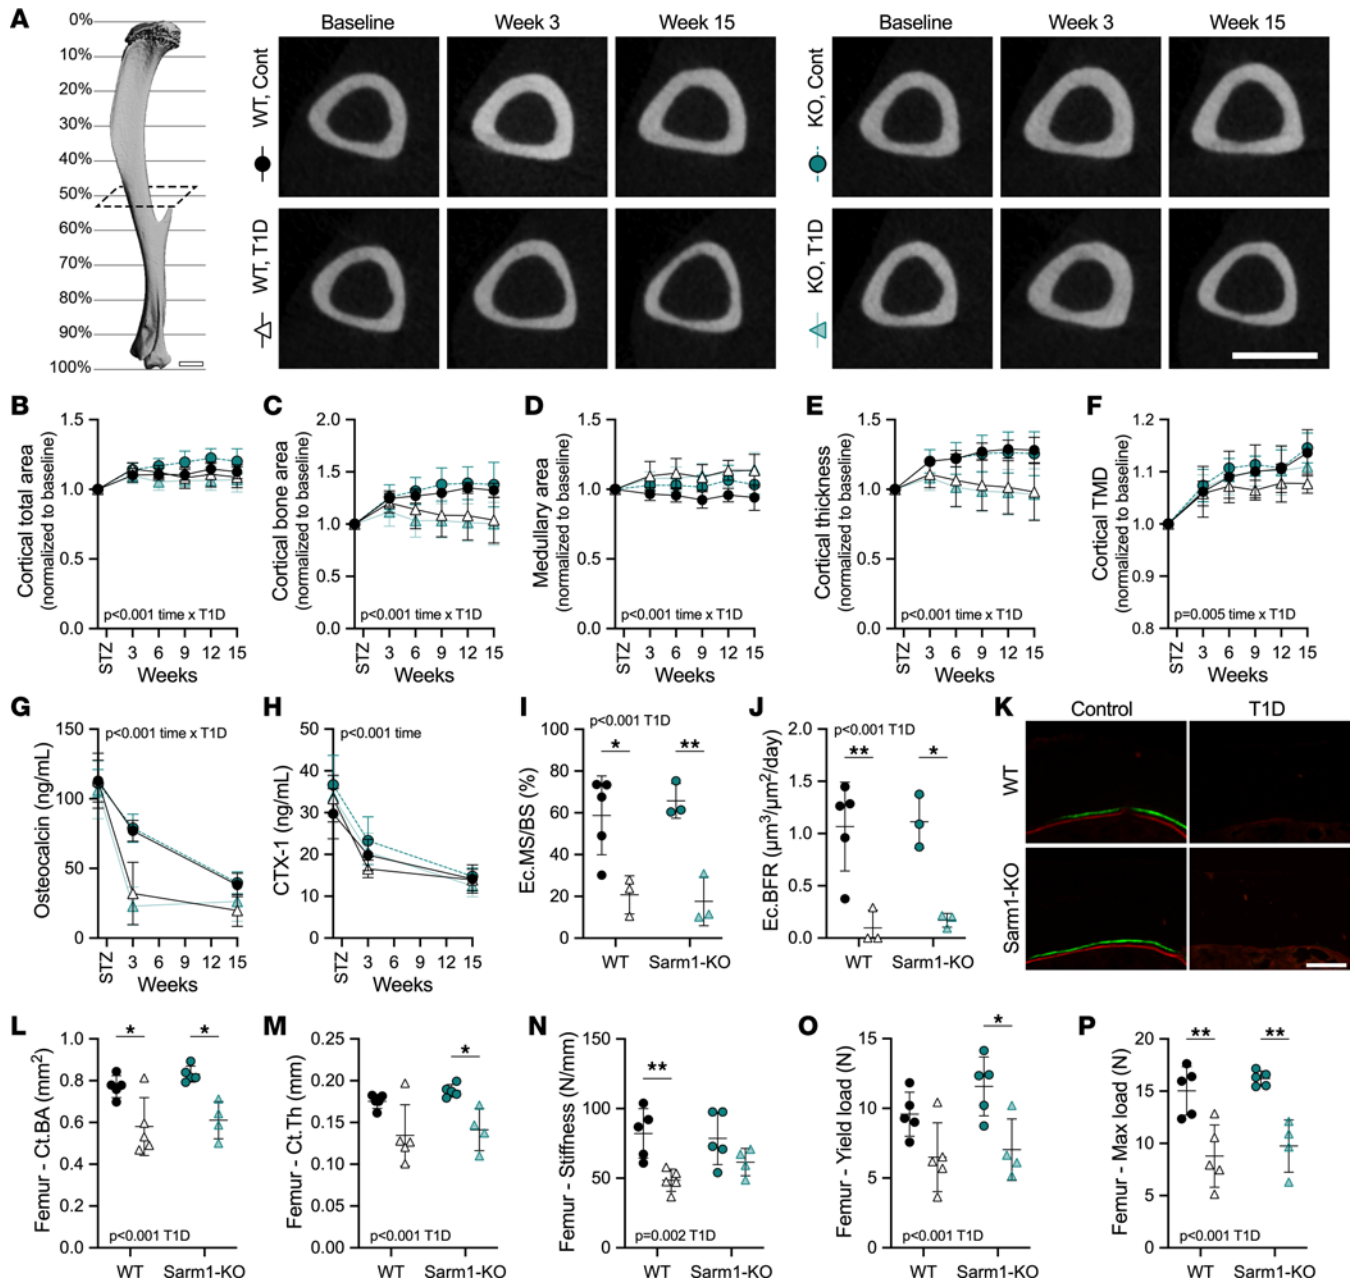 A
0%
10%
20%
30%
40%
50%
60%
70%
80%
90%
100%
Baseline
Week 3
Week 15
Baseline
Week 3
Week 15
WT, Cont
KO, Cont
WT, T1D
KO, T1D
B
Cortical total area
(normalized to baseline)
1.5
1.0
0.5
0.0
p<0.001 time x T1D
STZ
3
6
9
12
15
Weeks
C
Cortical bone area
(normalized to baseline)
2.0
1.5
1.0
0.5
0.0
p<0.001 time x T1D
STZ
3
6
9
12
15
Weeks
D
Medullary area
(normalized to baseline)
1.5
1.0
0.5
0.0
p<0.001 time x T1D
STZ
3
6
9
12
15
Weeks
E
Cortical thickness
(normalized to baseline)
1.5
1.0
0.5
0.0
p<0.001 time x T1D
STZ
3
6
9
12
15
Weeks
F
Cortical TMD
(normalized to baseline)
1.2
1.1
1.0
0.9
0.8
p=0.005 time x T1D
STZ
3
6
9
12
15
Weeks
G
Osteocalcin (ng/mL)
150
100
50
0
p<0.001 time x T1D
STZ
3
6
9
12
15
Weeks
H
CTX-1 (ng/mL)
50
40
30
20
10
0
p<0.001 time
STZ
3
6
9
12
15
Weeks
I
Ec.MS/BS (%)
100
80
60
40
20
0
p<0.001 T1D
*
**
WT
Sarm1-KO
J
Ec.BFR (µm³/µm²/day)
2.0
1.5
1.0
0.5
0.0
p<0.001 T1D
**
*
WT
Sarm1-KO
K
Control
T1D
WT
Sarm1-KO
L
Femur - Ct.BA (mm²)
1.0
0.8
0.6
0.4
0.2
0.0
*
*
p<0.001 T1D
WT
Sarm1-KO
M
Femur - Ct.Th (mm)
0.25
0.20
0.15
0.10
0.05
0.00
*
p<0.001 T1D
WT
Sarm1-KO
N
Femur - Stiffness (N/mm)
150
100
50
0
**
p=0.002 T1D
WT
Sarm1-KO
O
Femur - Yield load (N)
15
10
5
0
*
p<0.001 T1D
WT
Sarm1-KO
P
Femur - Max load (N)
20
15
10
5
0
**
**
p<0.001 T1D
WT
Sarm1-KO